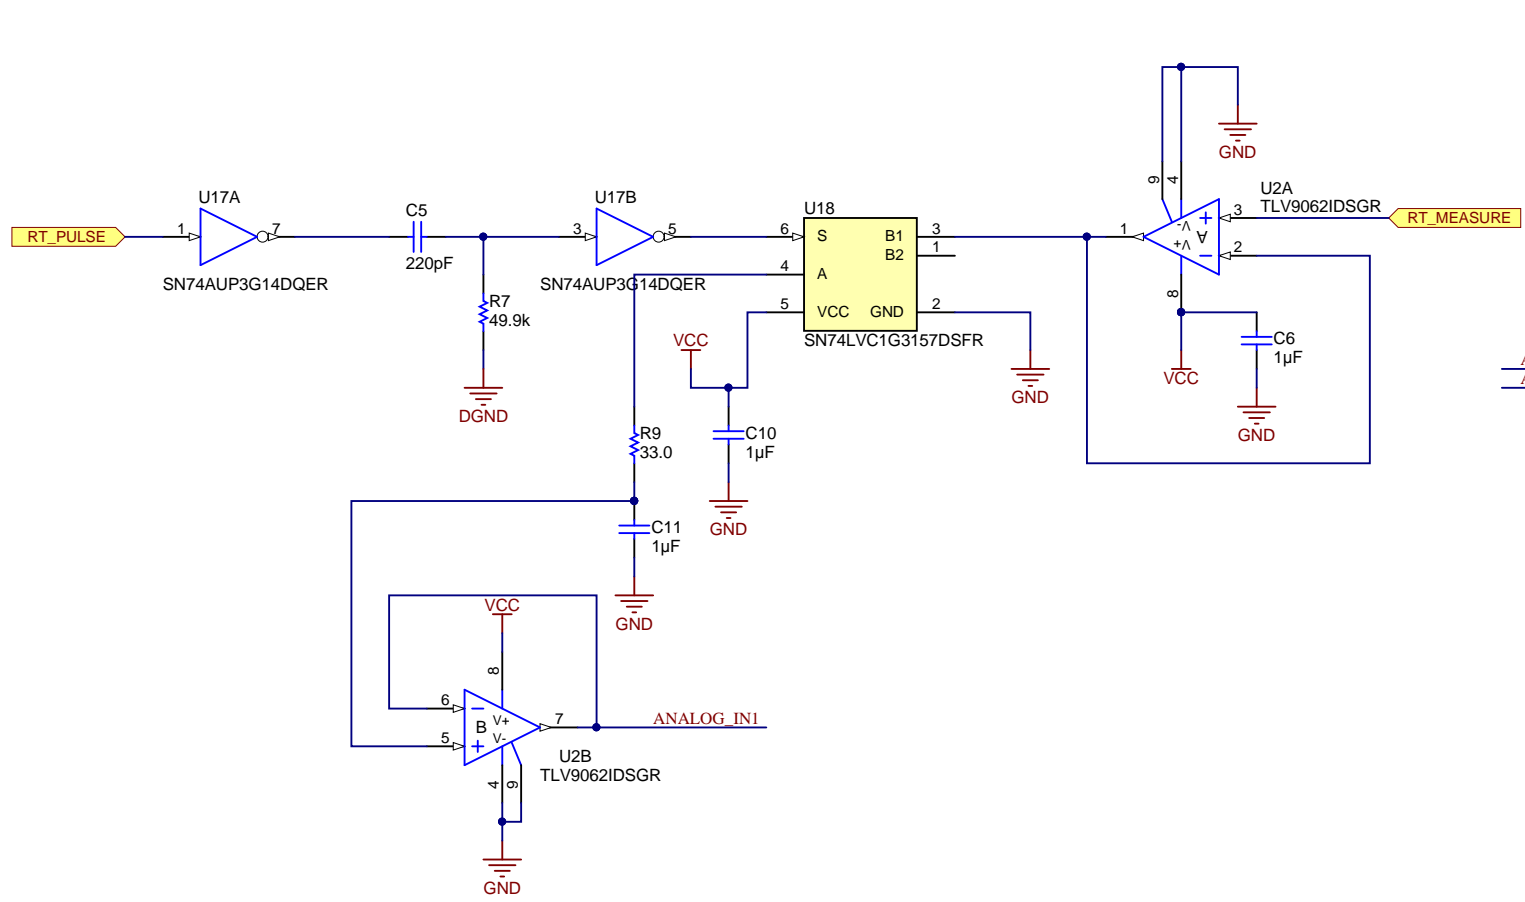 9
4
GND
U2A
TLV9062IDSGR
U17A
C5
U17B
U18
RT_PULSE
1
7
220pF
3
5
6
S
B1
3
A
4
B2
1
1
V-
V+
A
3
2
RT_MEASURE
SN74AUP3G14DQER
SN74AUP3G14DQER
R7
49.9k
5
VCC
GND
2
SN74LVC1G3157DSFR
8
C6
1µF
VCC
VCC
GND
DGND
GND
R9
33.0
C10
1µF
GND
C11
1µF
GND
VCC
8
6
5
B
V+
V-
7
ANALOG_IN1
U2B
TLV9062IDSGR
4
9
GND